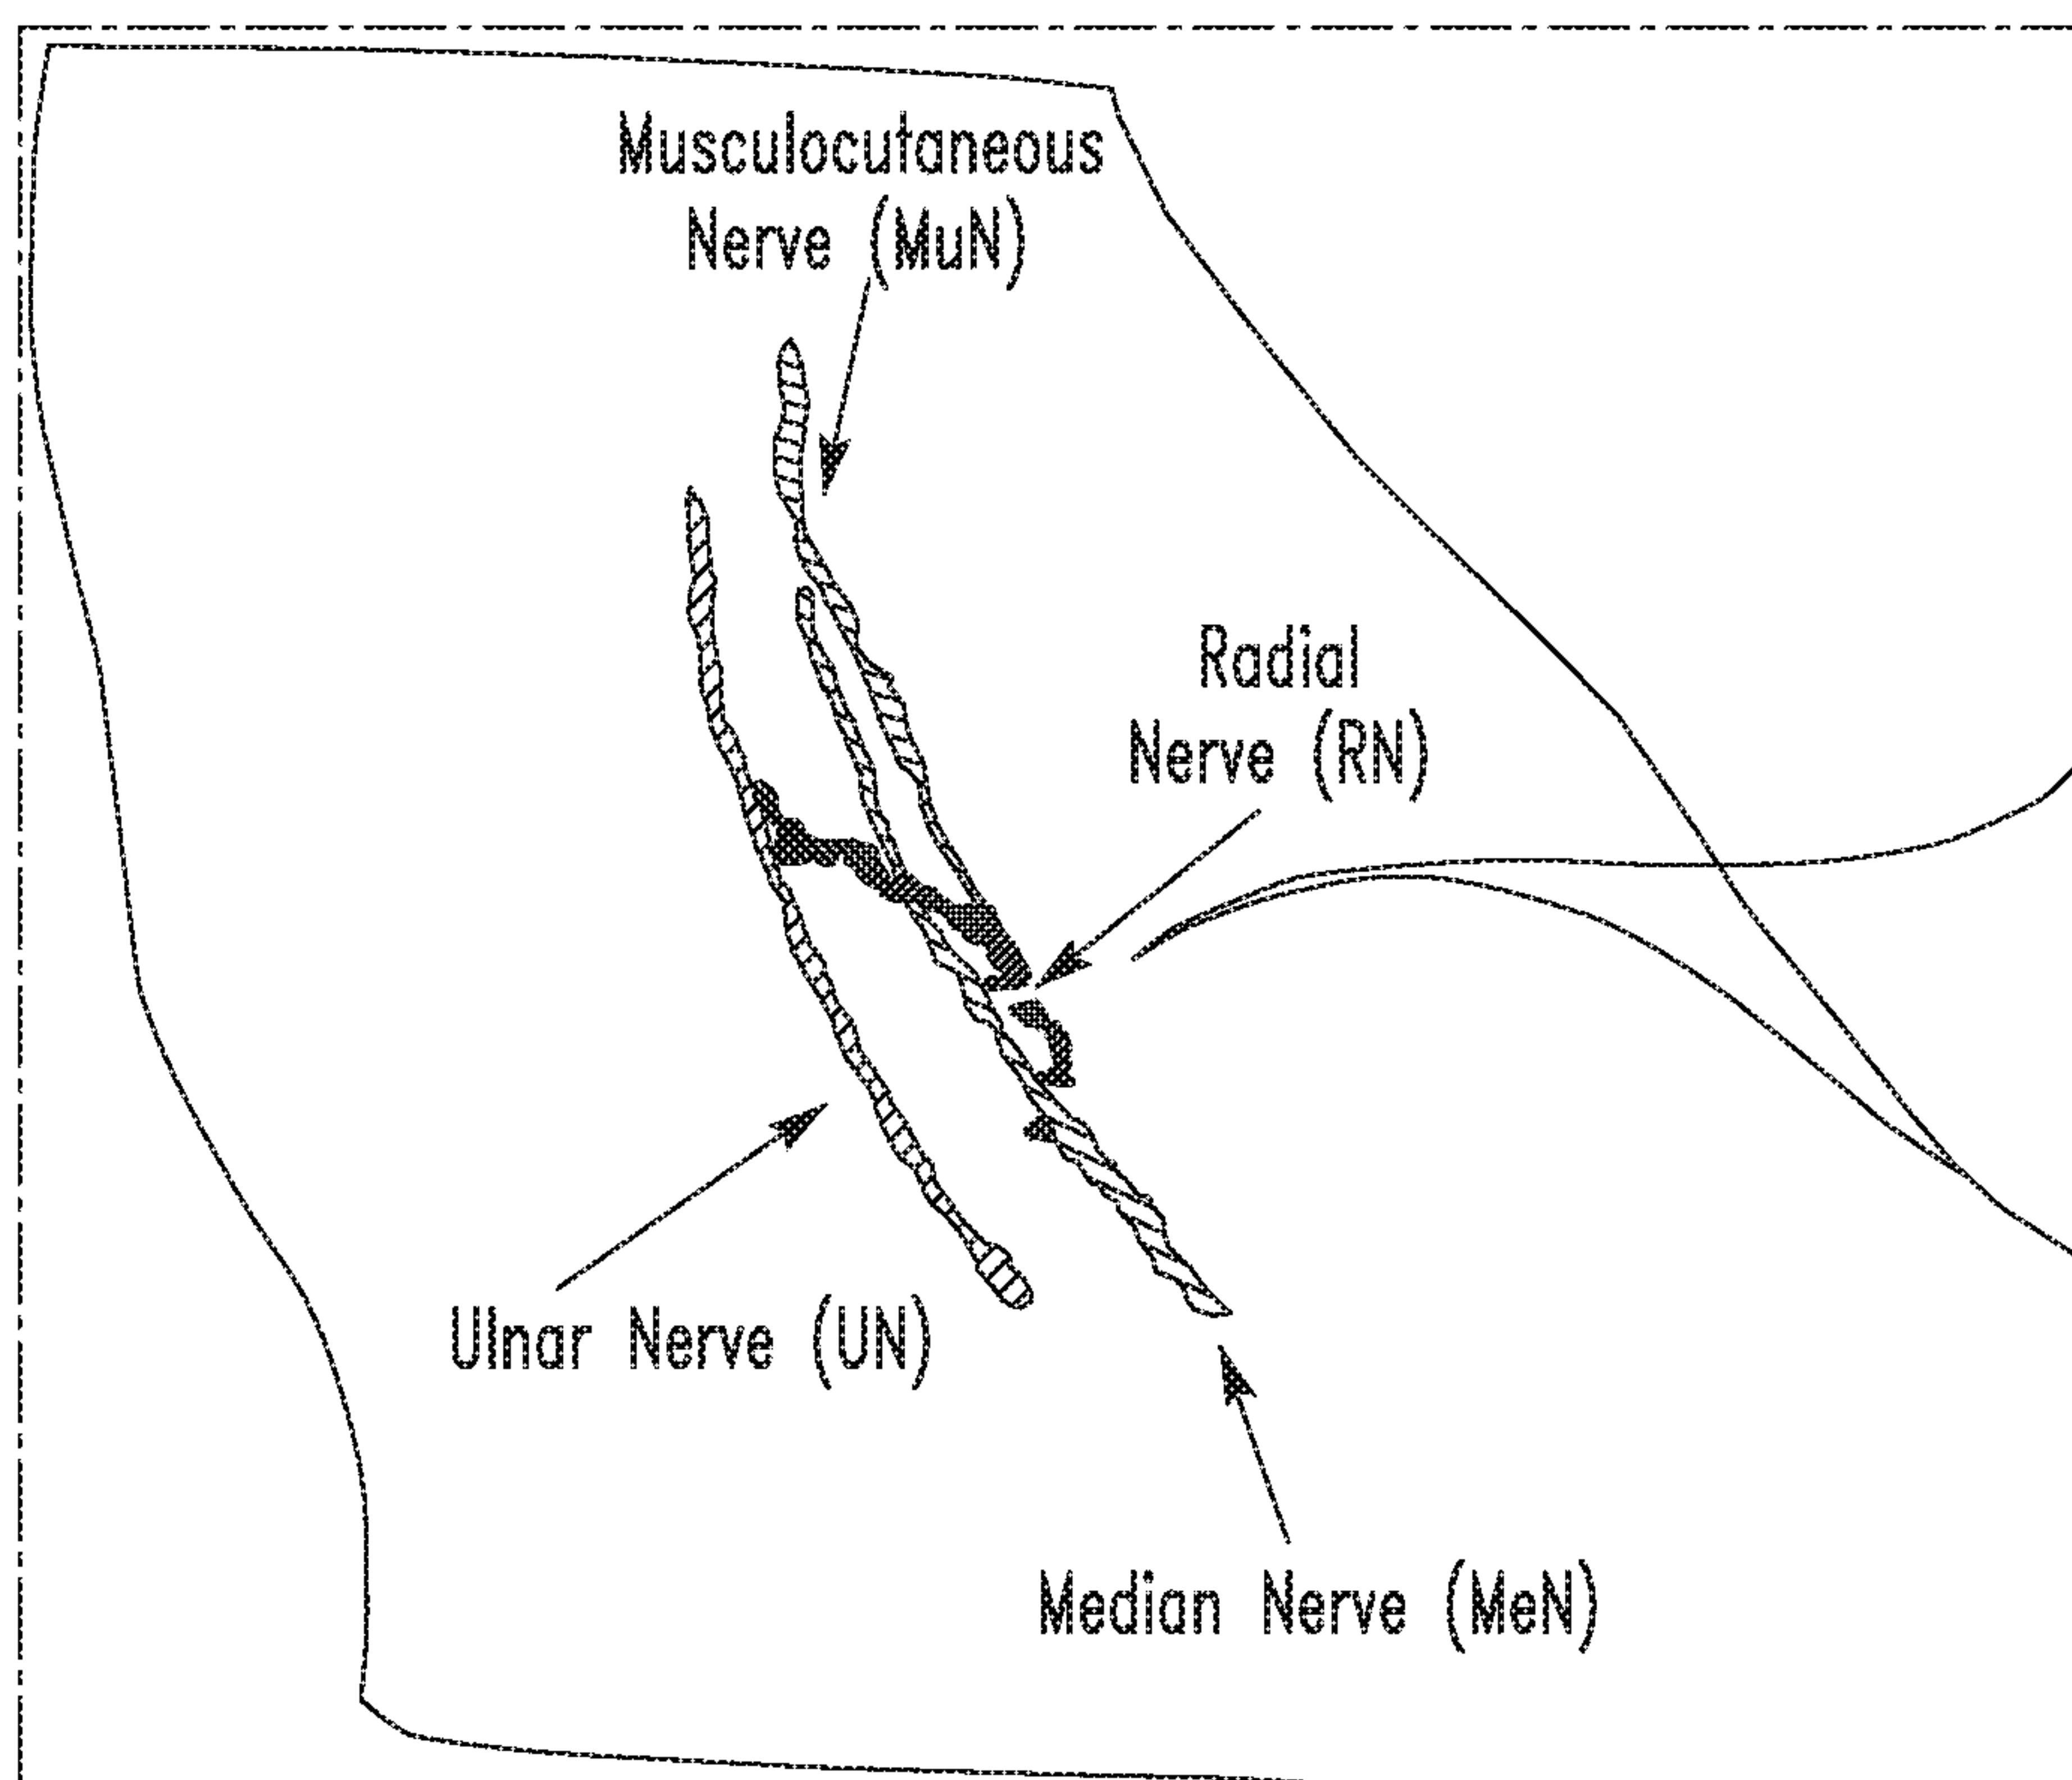 Musculocutaneous
Nerve (MuN)
Radial
Nerve (RN)
Ulnar Nerve (UN)
Median Nerve (MeN)